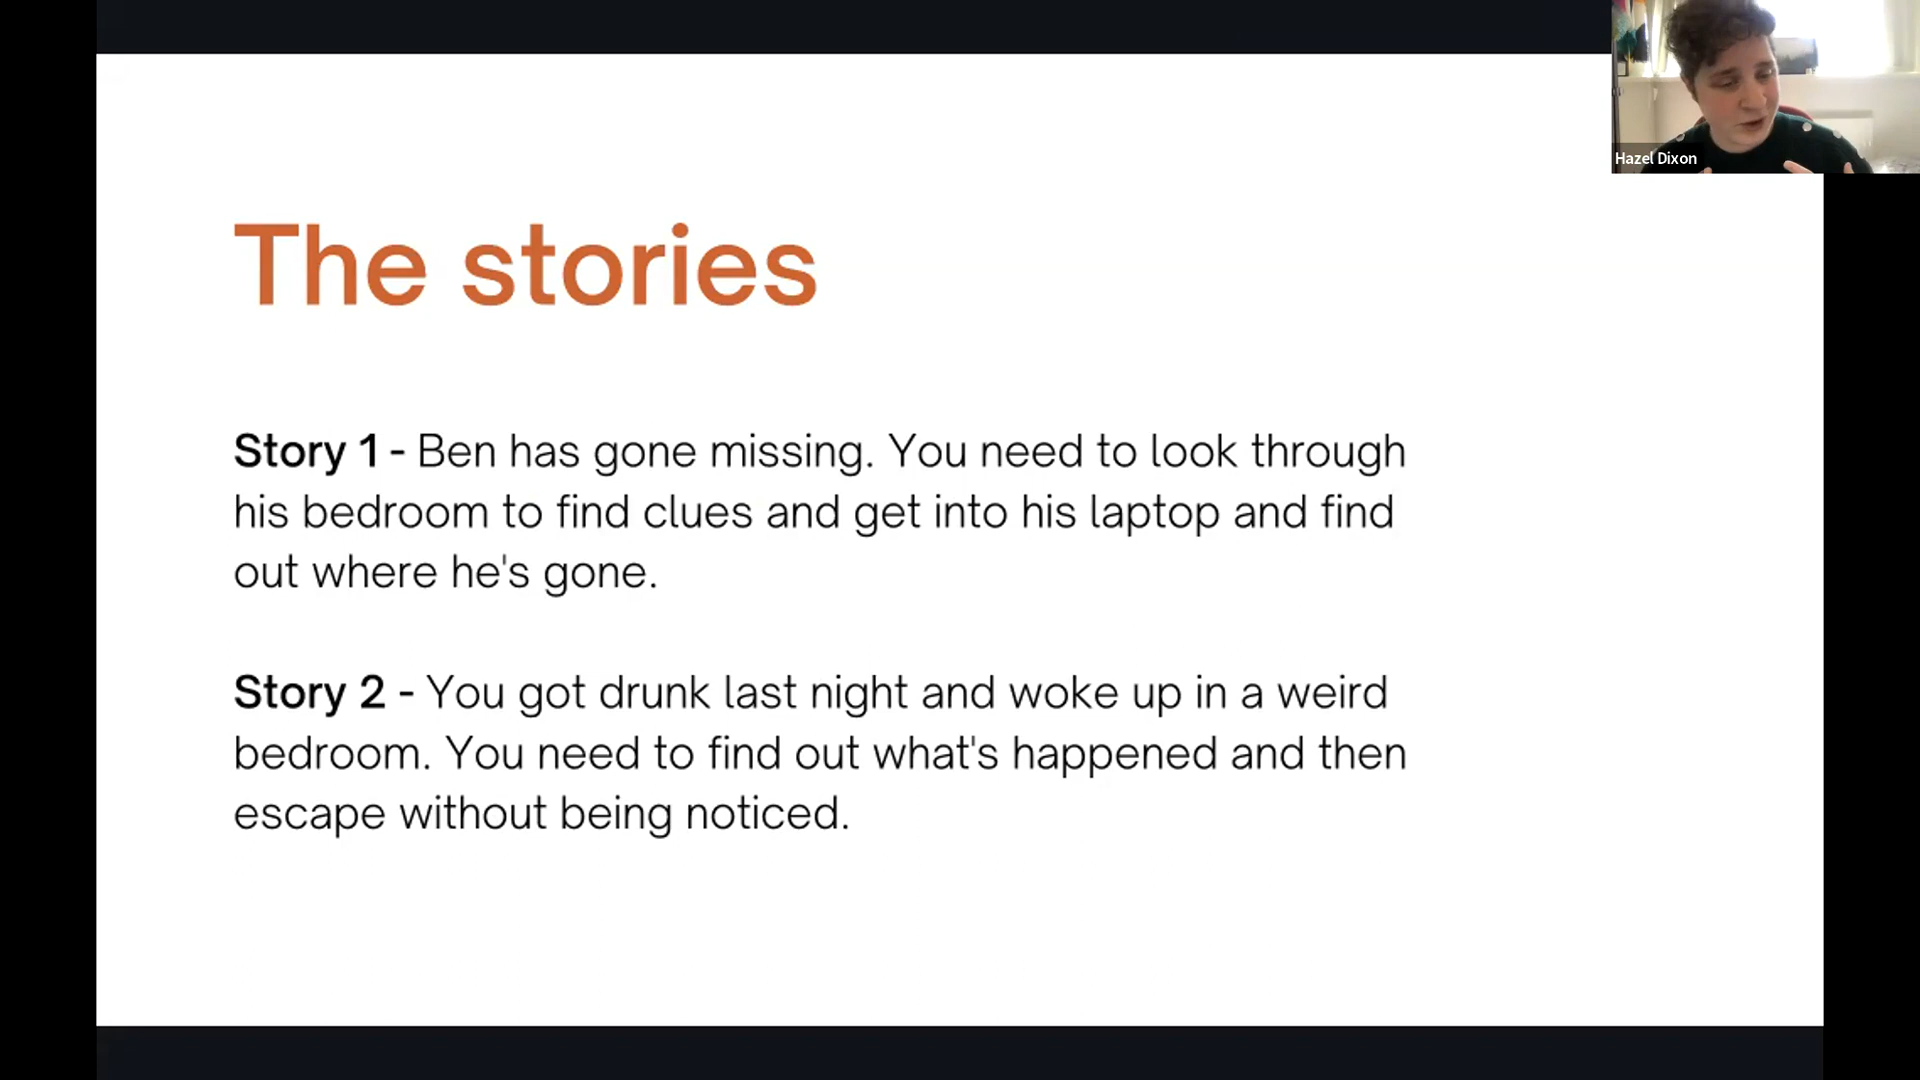 The stories
Story 1 - Ben has gone missing. You need to look through
his bedroom to find clues and get into his laptop and find
out where he's gone.
Story 2 - You got drunk last night and woke up in a weird
bedroom. You need to find out what's happened and then
escape without being noticed.
Hazel Dixon